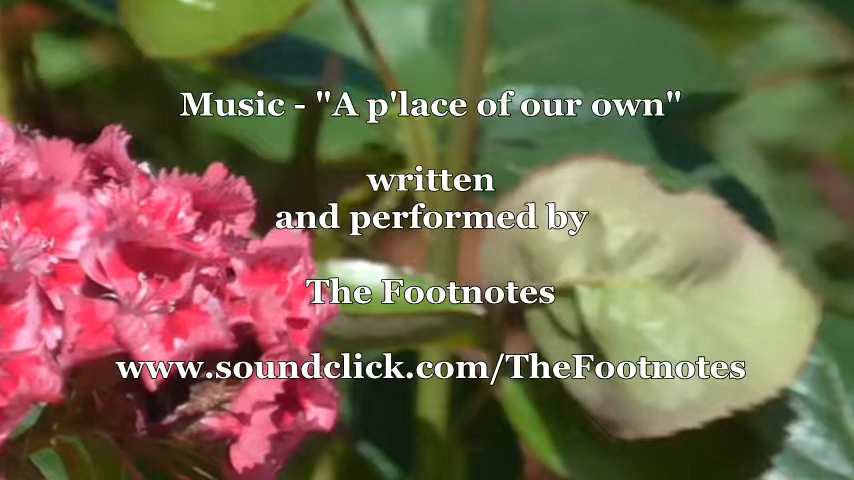 Music - "A p'lace of our own"
written
and performed by
The Footnotes
www.soundclick.com/TheFootnotes